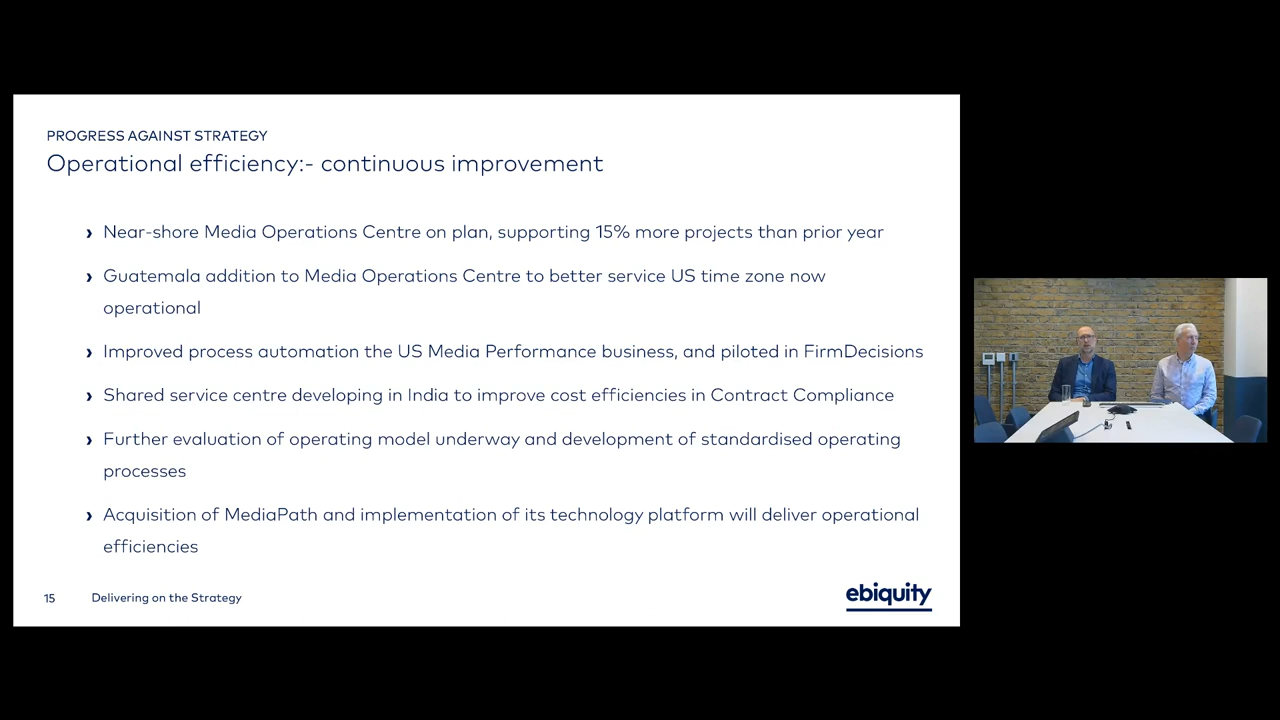 PROGRESS AGAINST STRATEGY
Operational efficiency:- continuous improvement
› Near-shore Media Operations Centre on plan, supporting 15% more projects than prior year
› Guatemala addition to Media Operations Centre to better service US time zone now
operational
› Improved process automation the US Media Performance business, and piloted in FirmDecisions
› Shared service centre developing in India to improve cost efficiencies in Contract Compliance
› Further evaluation of operating model underway and development of standardised operating
processes
› Acquisition of MediaPath and implementation of its technology platform will deliver operational
efficiencies
15 Delivering on the Strategy
ebiquity